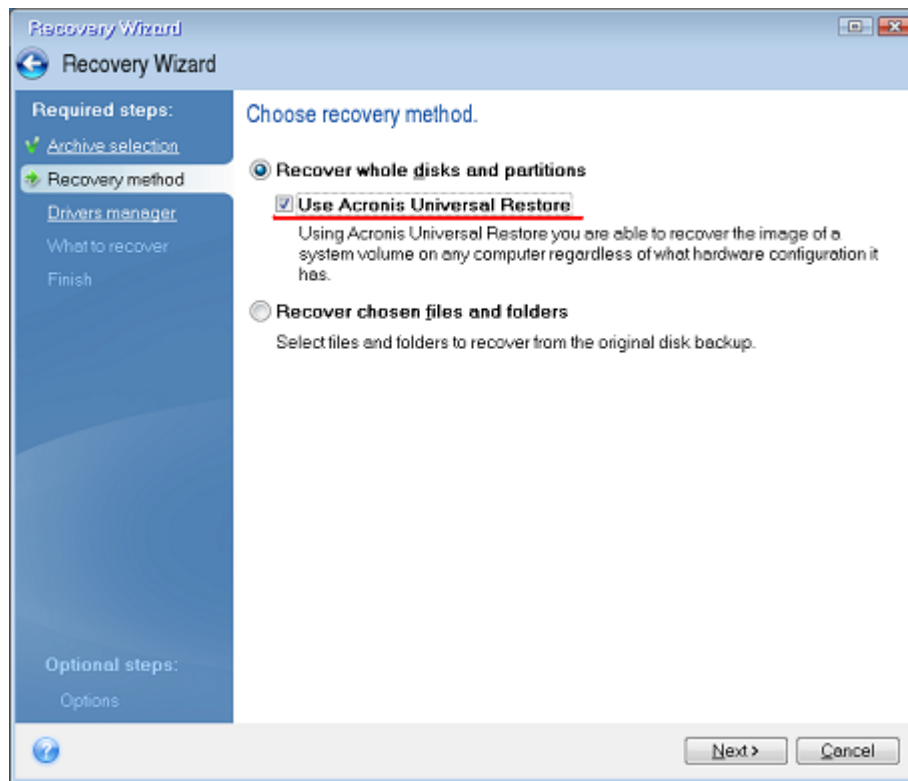 Recovery Wizard
Recovery Wizard
Required steps:
Archive selection
Recovery method
Drivers manager
What to recover
Finish
Optional steps:
Options
Choose recovery method.
Recover whole disks and partitions
Use Acronis Universal Restore
Using Acronis Universal Restore you are able to recover the image of a
system volume on any computer regardless of what hardware configuration it
has.
Recover chosen files and folders
Select files and folders to recover from the original disk backup.
?
Next >
Cancel